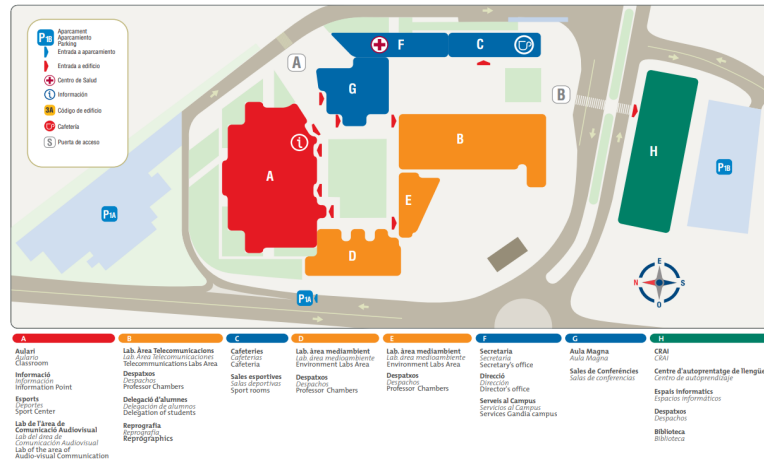 P1B
Aparcament
Aparcamiento
Parking
Entrada a aparcamiento
Entrada a edificio
Centro de Salud
i
Información
3A
Código de edificio
Cafetería
S
Puerta de acceso
A
F
C
G
B
B
i
A
H
E
D
P1A
P1B
P1A
E
N
S
O
A
Aulari
Aulario
Classroom
Informació
Información
Information Point
Esports
Deportes
Sport Center
Lab de l'àrea de
Comunicació Audiovisual
Lab del área de
Comunicación Audiovisual
Lab of the area of
Audio-visual Communication
B
Lab. Àrea Telecomunicacions
Lab. Área Telecomunicaciones
Telecommunications Labs Area
Despatxos
Despachos
Professor Chambers
Delegació d'alumnes
Delegación de alumnos
Delegation of students
Reprografia
Reprografía
Reprógraphics
C
Cafeteries
Cafeterías
Cafeteria
Sales esportives
Salas deportivas
Sport rooms
D
Lab. àrea mediambient
Lab. área medioambiente
Environment Labs Area
Despatxos
Despachos
Professor Chambers
E
Lab. àrea mediambient
Lab área medioambiente
Environment Labs Area
Despatxos
Despachos
Professor Chambers
F
Secretaria
Secretaría
Secretary's office
Direcció
Dirección
Director's office
Serveis al Campus
Servicios al Campus
Services Gandia campus
G
Aula Magna
Aula Magna
Sales de Conferències
Salas de conferencias
H
CRAI
CRAI
Centre d'autoaprentatge de llengües
Centro de autoprendizaje
Espais informatics
Espacios informáticos
Despatxos
Despachos
Biblioteca
Biblioteca